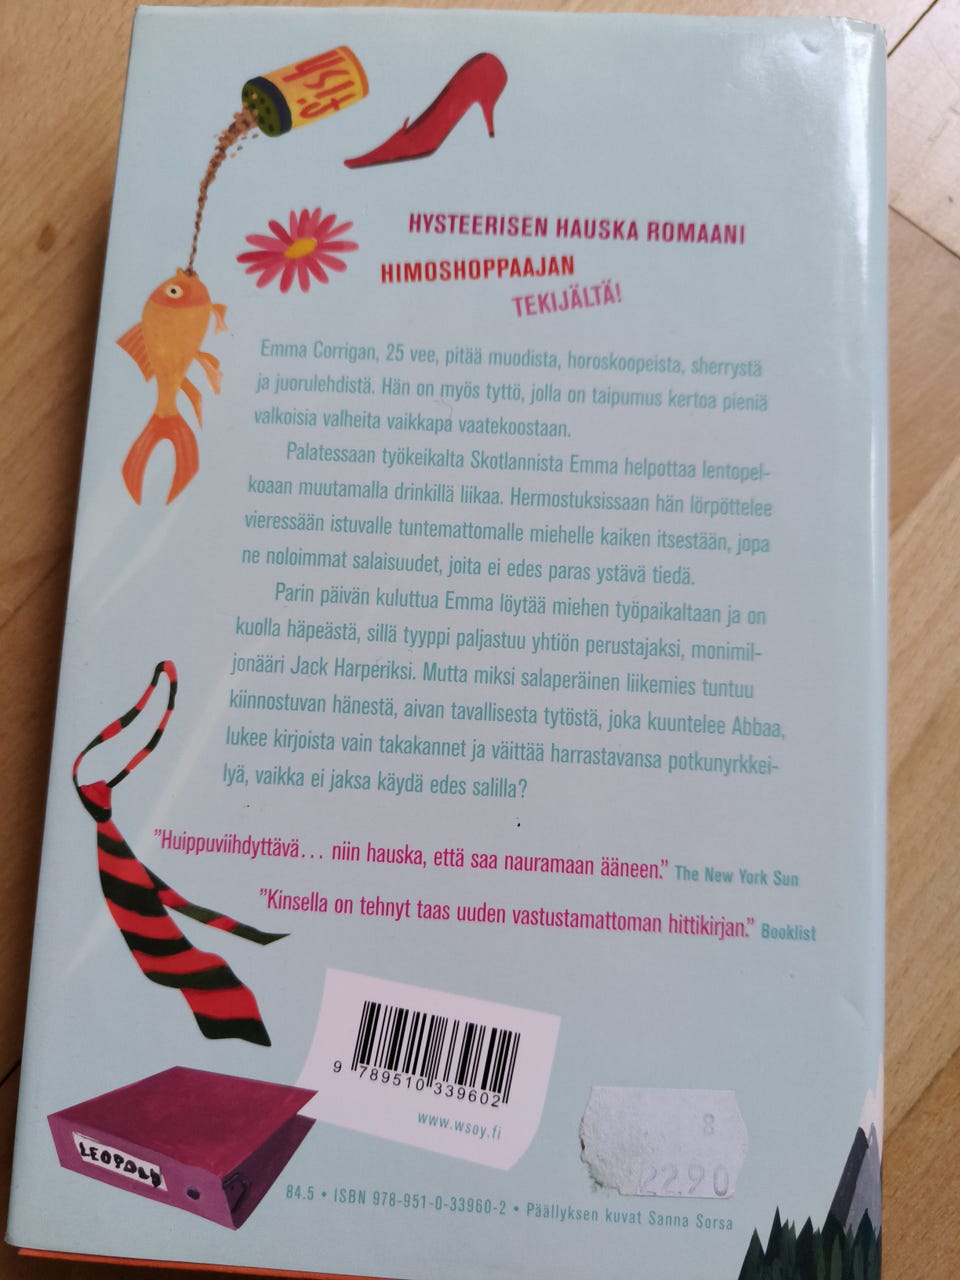 fish
HYSTEERISEN HAUSKA ROMAANI
HIMOSHOPPAAJAN
TEKIJÄLTÄ!
Emma Corrigan, 25 vee, pitää muodista, horoskoopeista, sherrystä
ja juorulehdistä. Hän on myös tyttö, jolla on taipumus kertoa pieniä
valkoisia valheita vaikkapa vaatekoostaan.
Palatessaan työkeikalta Skotlannista Emma helpottaa lentopel-
koaan muutamalla drinkillä liikaa. Hermostuksissaan hän lörpöttelee
vieressään istuvalle tuntemattomalle miehelle kaiken itsestään, jopa
ne noloimmat salaisuudet, joita ei edes paras ystävä tiedä.
Parin päivän kuluttua Emma löytää miehen työpaikaltaan ja on
kuolla häpeästä, sillä tyyppi paljastuu yhtiön perustajaksi, monimil-
jonääri Jack Harperiksi. Mutta miksi salaperäinen liikemies tuntuu
kiinnostuvan hänestä, aivan tavallisesta tytöstä, joka kuuntelee Abbaa,
lukee kirjoista vain takakannet ja väittää harrastavansa potkunyrkkei-
lyä, vaikka ei jaksa käydä edes salilla?
"Huippuviihdyttävä... niin hauska, että saa nauramaan ääneen." The New York Sun
"Kinsella on tehnyt taas uuden vastustamattoman hittikirjan." Booklist
9 789510 339602
www.wsoy.fi
8
22.90
LEOPOLD
84.5 • ISBN 978-951-0-33960-2 • Päällyksen kuvat Sanna Sorsa